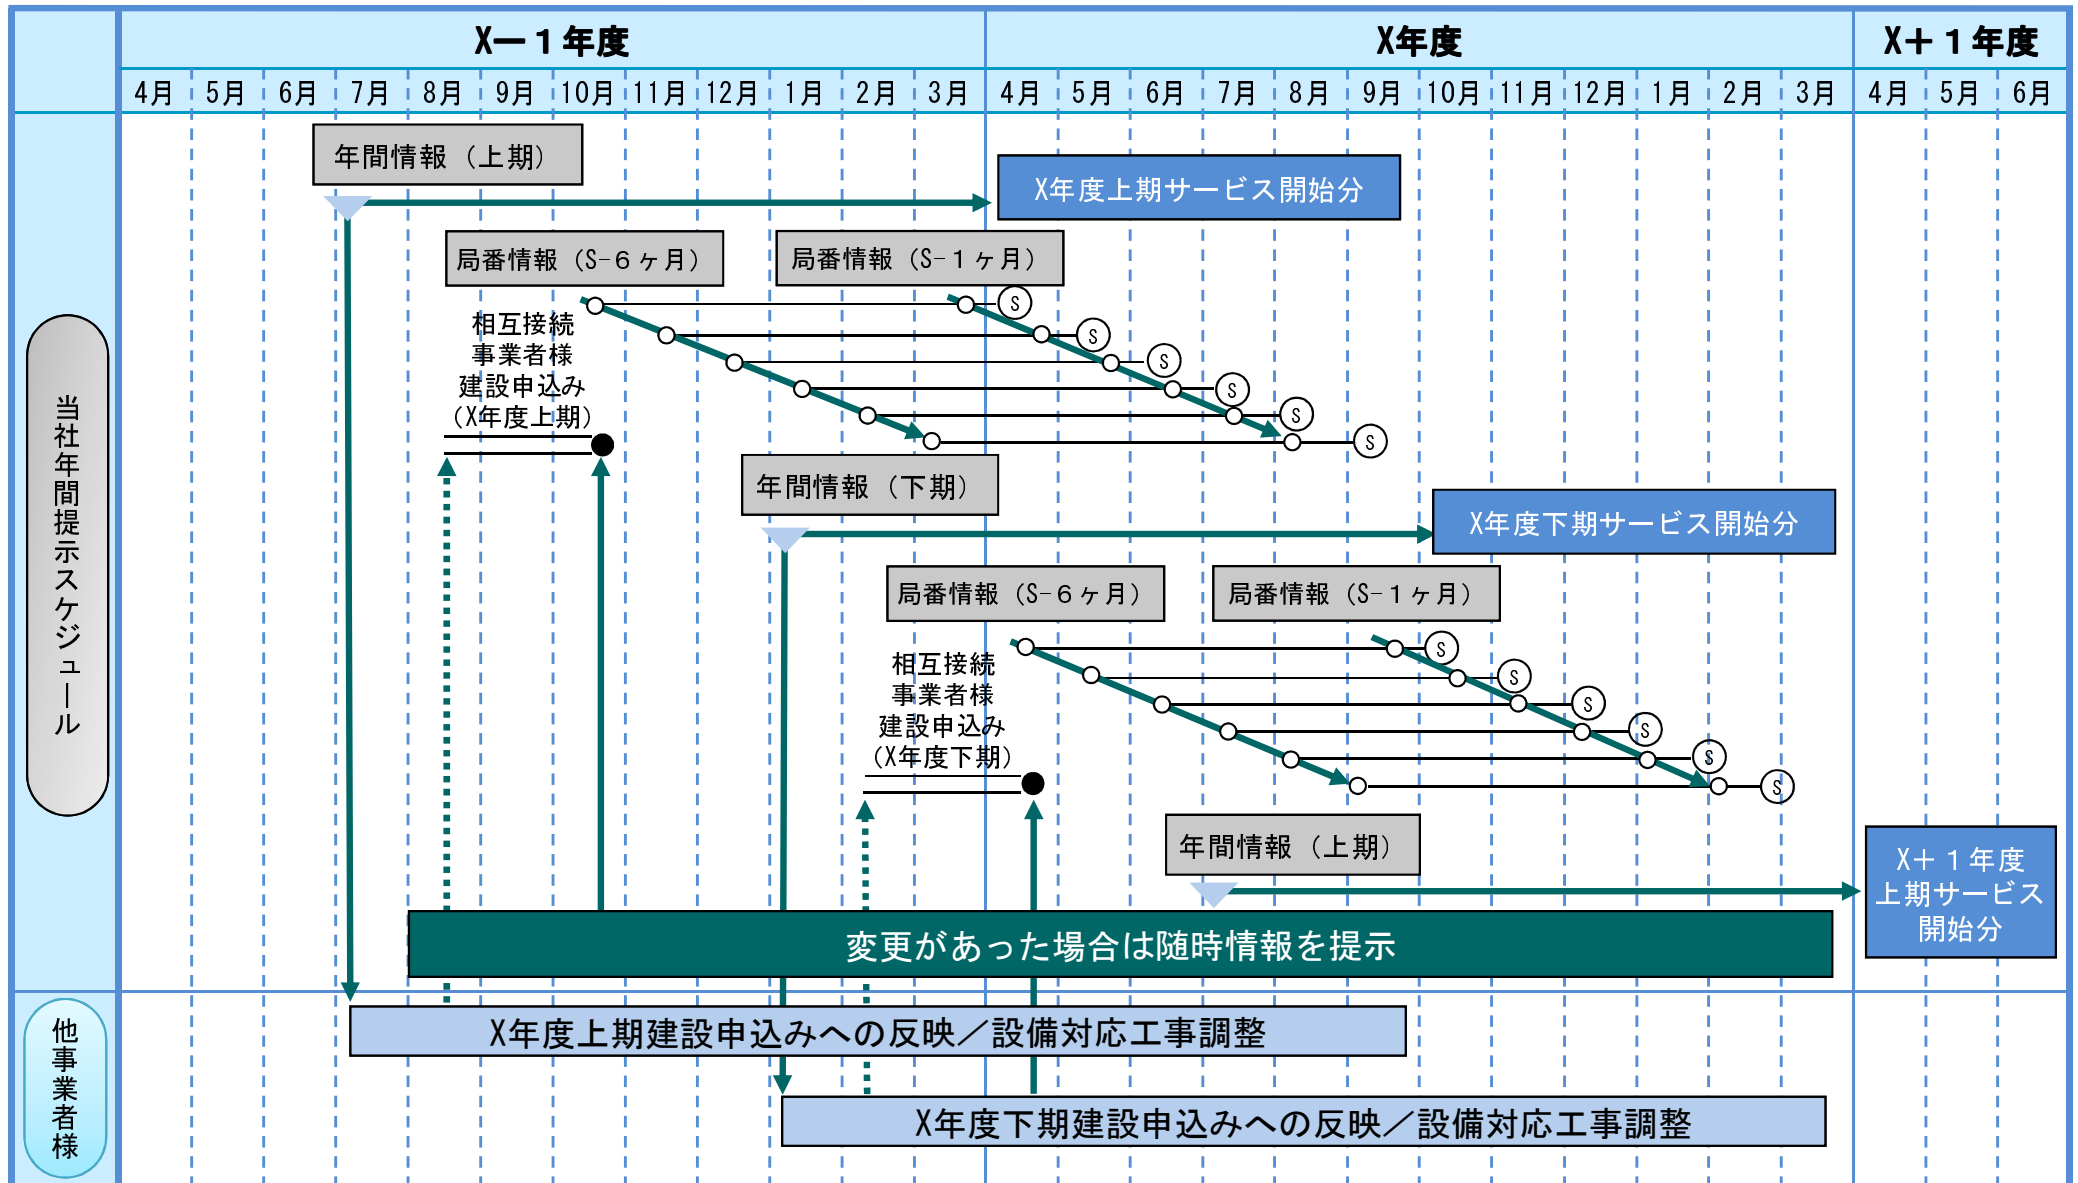 X－１年度
X年度
X＋１年度
4月 5月 6月 7月 8月 9月 10月 11月 12月 1月 2月 3月 4月 5月 6月 7月 8月 9月 10月 11月 12月 1月 2月 3月 4月 5月 6月
当社年間提示スケジュール
年間情報（上期）
X年度上期サービス開始分
局番情報（S-６ヶ月）
局番情報（S-１ヶ月）
S
S
S
S
S
S
相互接続
事業者様
建設申込み
（X年度上期）
年間情報（下期）
X年度下期サービス開始分
局番情報（S-６ヶ月）
局番情報（S-１ヶ月）
S
S
S
S
S
S
相互接続
事業者様
建設申込み
（X年度下期）
年間情報（上期）
X＋１年度
上期サービス
開始分
変更があった場合は随時情報を提示
他事業者様
X年度上期建設申込みへの反映／設備対応工事調整
X年度下期建設申込みへの反映／設備対応工事調整